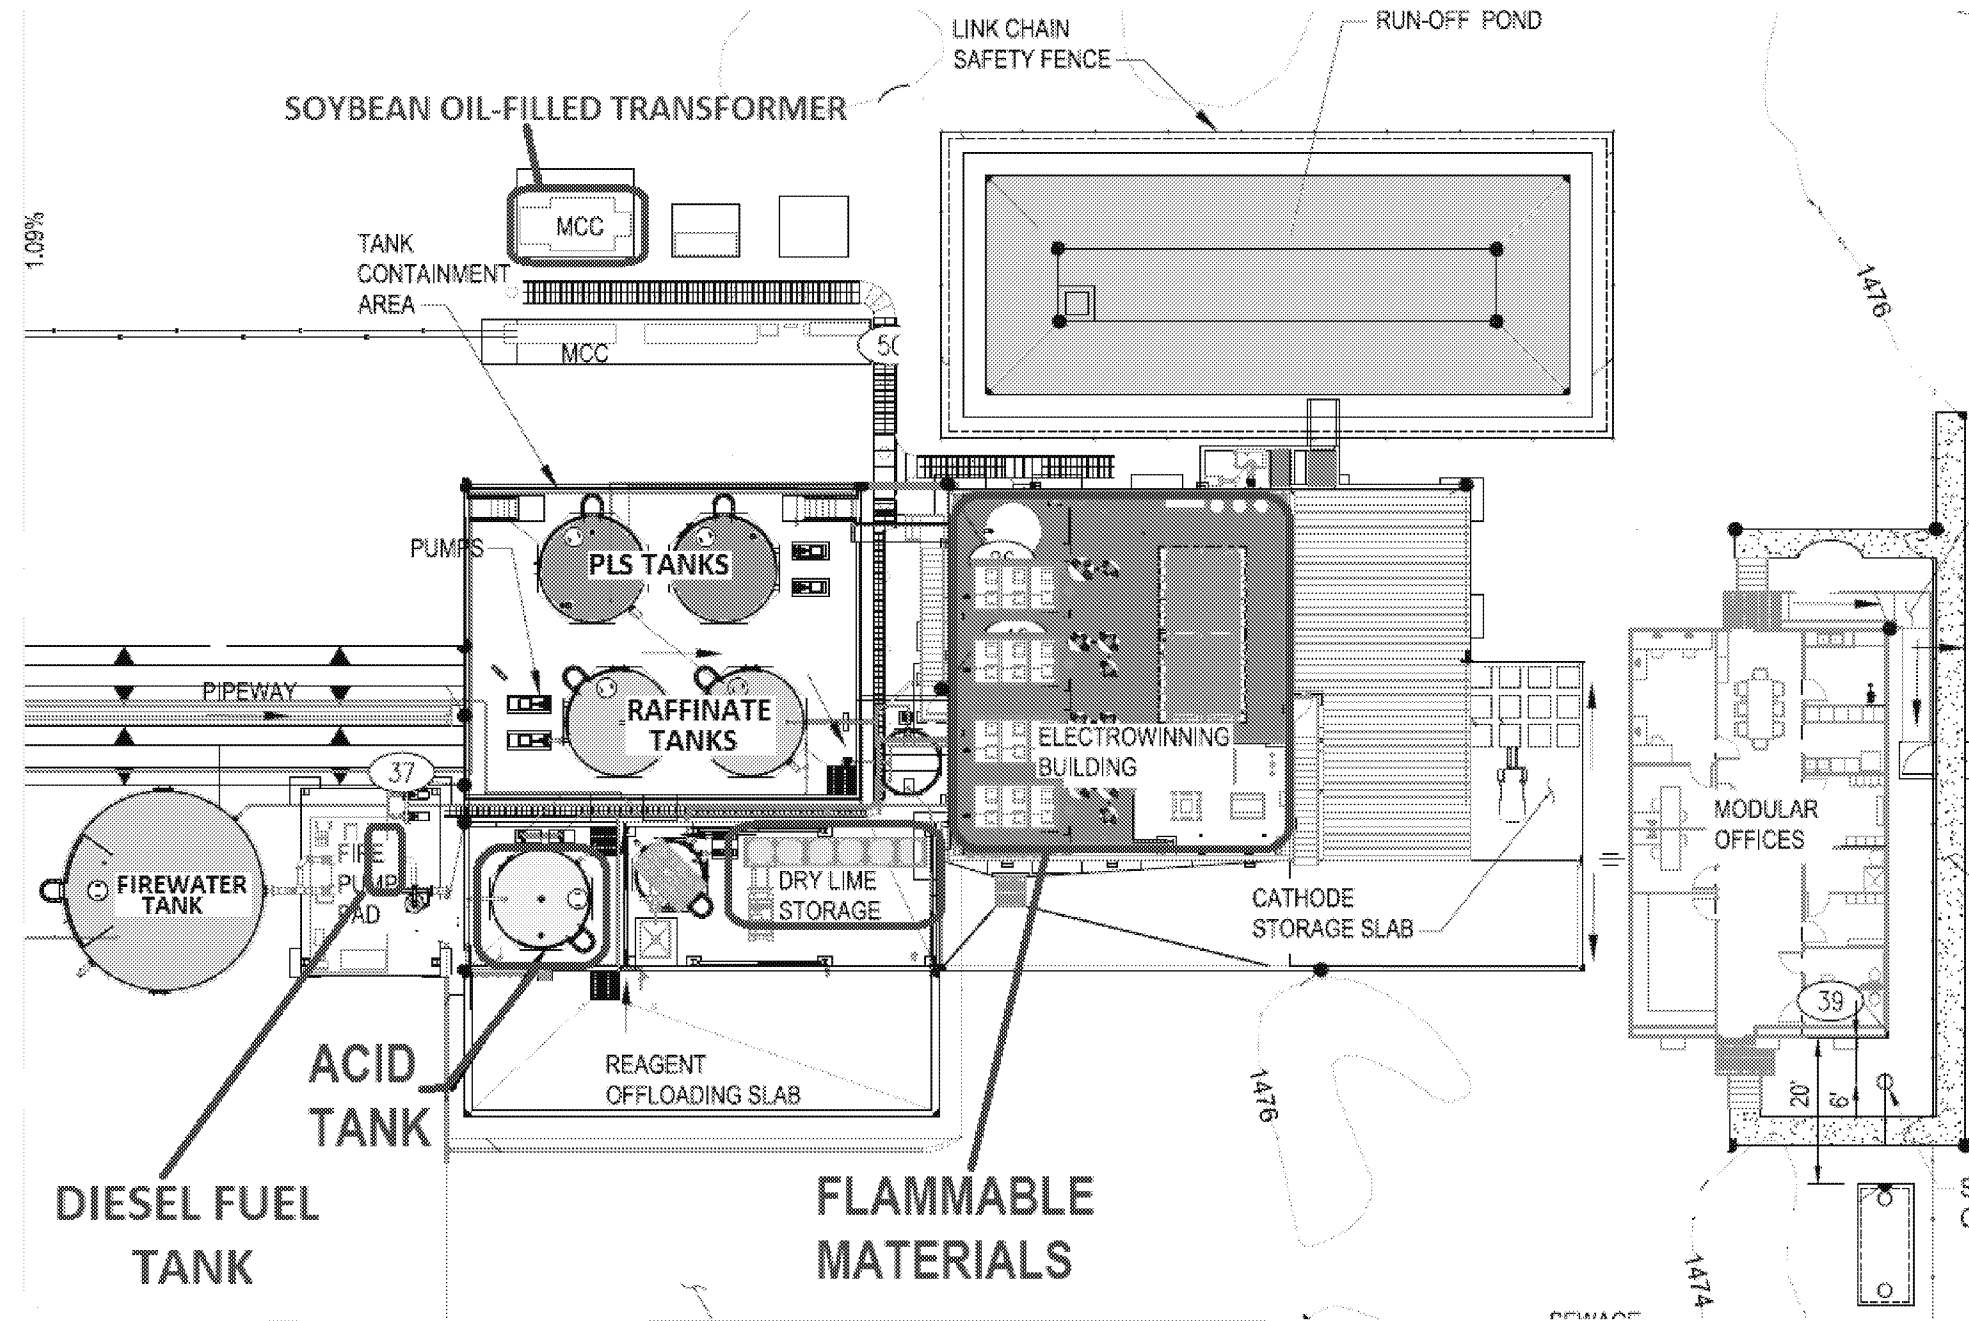 LINK CHAIN
SAFETY FENCE
RUN-OFF POND
SOYBEAN OIL-FILLED TRANSFORMER
MCC
1.09%
TANK
CONTAINMENT
AREA
1476
MCC
PUMPS
PLS TANKS
RAFFINATE
TANKS
PIPEWAY
37
ELECTROWINNING
BUILDING
MODULAR
OFFICES
FIREWATER
TANK
FIRE
PUMP
PAD
DRY LIME
STORAGE
CATHODE
STORAGE SLAB
39
ACID
TANK
REAGENT
OFFLOADING SLAB
1476
20'
6'
DIESEL FUEL
TANK
FLAMMABLE
MATERIALS
1474